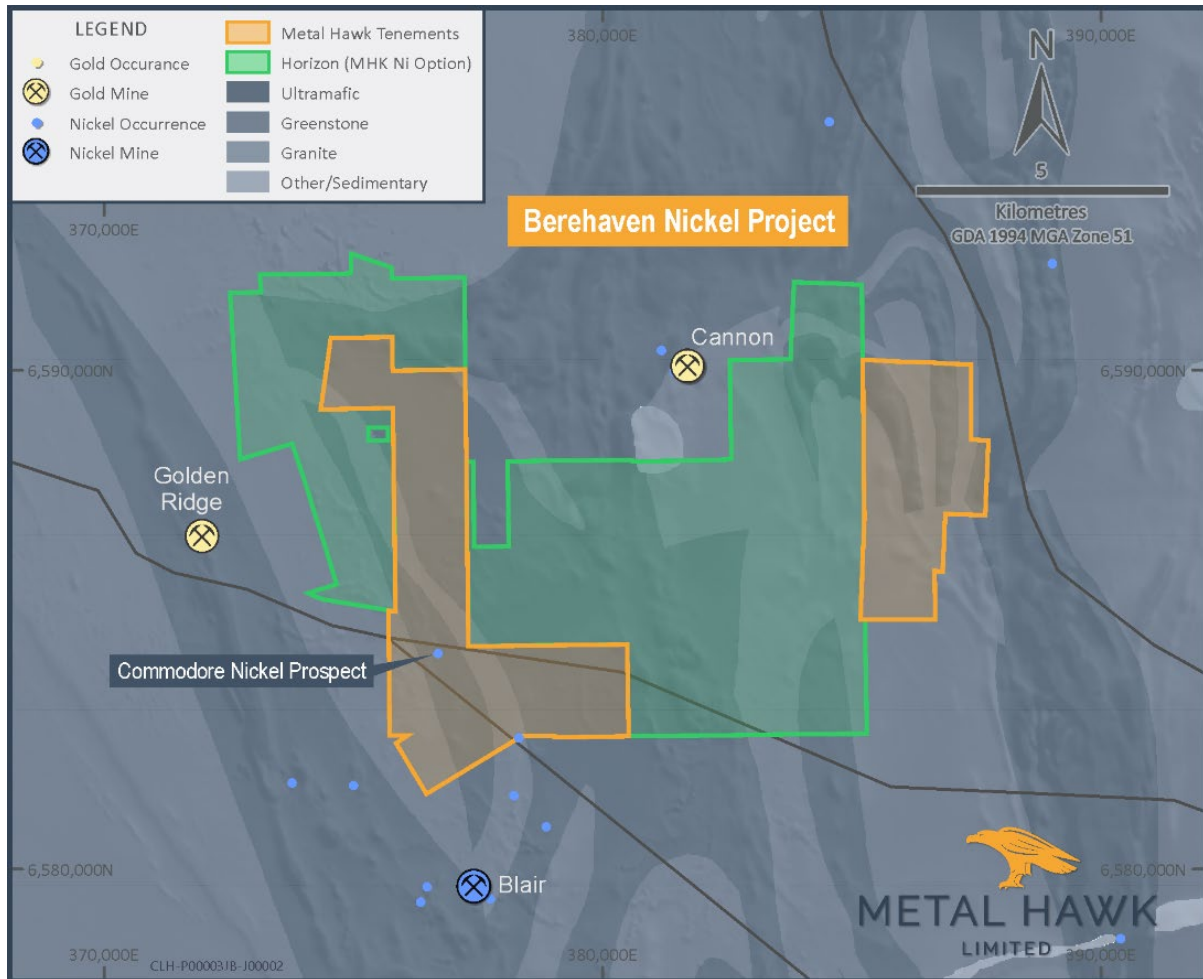 LEGEND
Gold Occurance
Gold Mine
Nickel Occurrence
Nickel Mine
Metal Hawk Tenements
Horizon (MHK Ni Option)
Ultramafic
Greenstone
Granite
Other/Sedimentary
380,000E
390,000E
N
5
Kilometres
GDA 1994 MGA Zone 51
370,000E
Berehaven Nickel Project
Cannon
6,590,000N
6,590,000N
Golden
Ridge
Commodore Nickel Prospect
6,580,000N
6,580,000N
Blair
METAL HAWK
LIMITED
370,000E
380,000E
390,000E
CLH-P00003JB-J00002